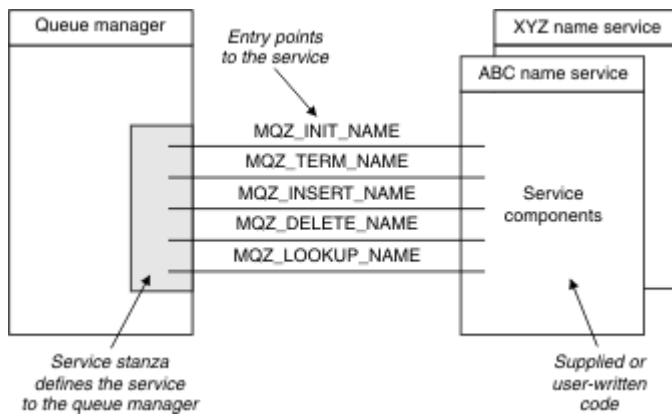 Queue manager
XYZ name service
Entry points
to the service
ABC name service
MQZ_INIT_NAME
MQZ_TERM_NAME
MQZ_INSERT_NAME
MQZ_DELETE_NAME
MQZ_LOOKUP_NAME
Service
components
Service stanza
defines the service
to the queue manager
Supplied or
user-written
code